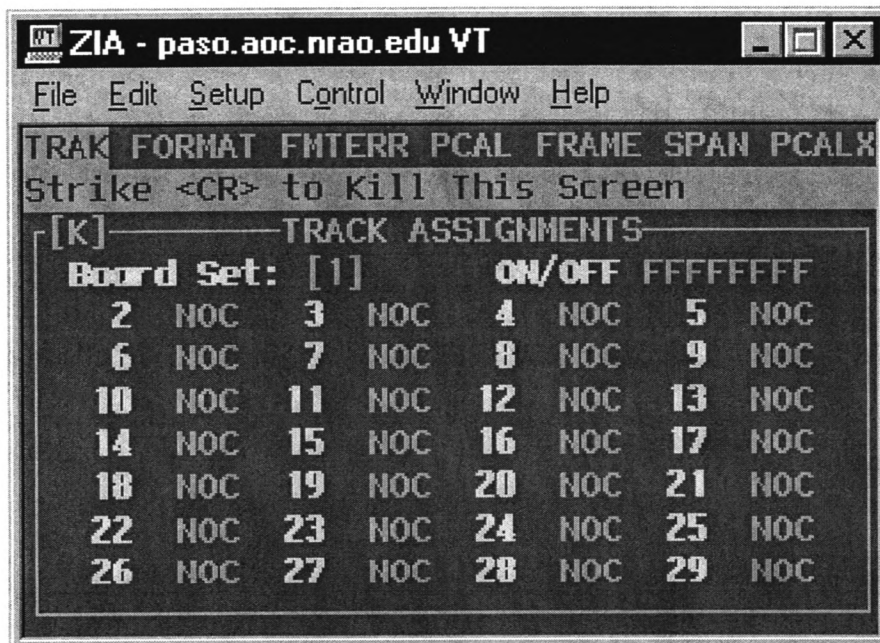 ZIA - paso.aoc.nrao.edu VT
File Edit Setup Control Window Help
TRAK FORMAT FMTERR PCAL FRAME SPAN PCALX
Strike <CR> to Kill This Screen
[K] TRACK ASSIGNMENTS
Board Set: [1] ON/OFF FFFFFFFF
2 NOC 3 NOC 4 NOC 5 NOC
6 NOC 7 NOC 8 NOC 9 NOC
10 NOC 11 NOC 12 NOC 13 NOC
14 NOC 15 NOC 16 NOC 17 NOC
18 NOC 19 NOC 20 NOC 21 NOC
22 NOC 23 NOC 24 NOC 25 NOC
26 NOC 27 NOC 28 NOC 29 NOC